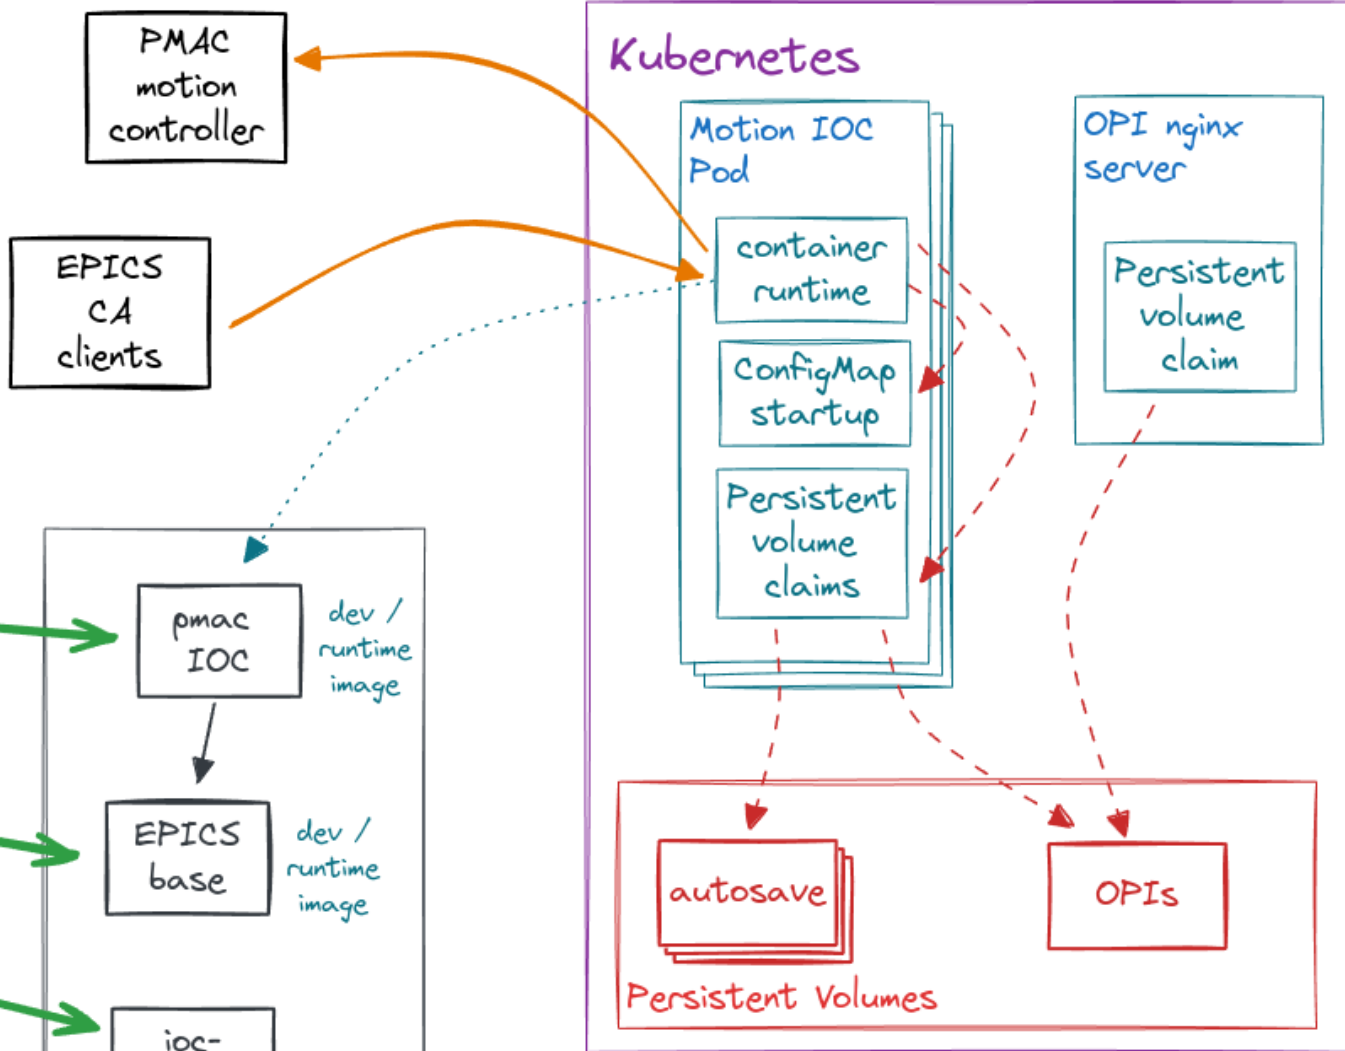 PMAC
motion
controller
EPICS
CA
clients
Kubernetes
Motion IOC
Pod
container
runtime
ConfigMap
startup
Persistent
volume
claims
OPI nginx
server
Persistent
volume
claim
pmac
IOC
dev /
runtime
image
EPICS
base
dev /
runtime
image
ioc-
autosave
OPIs
Persistent Volumes